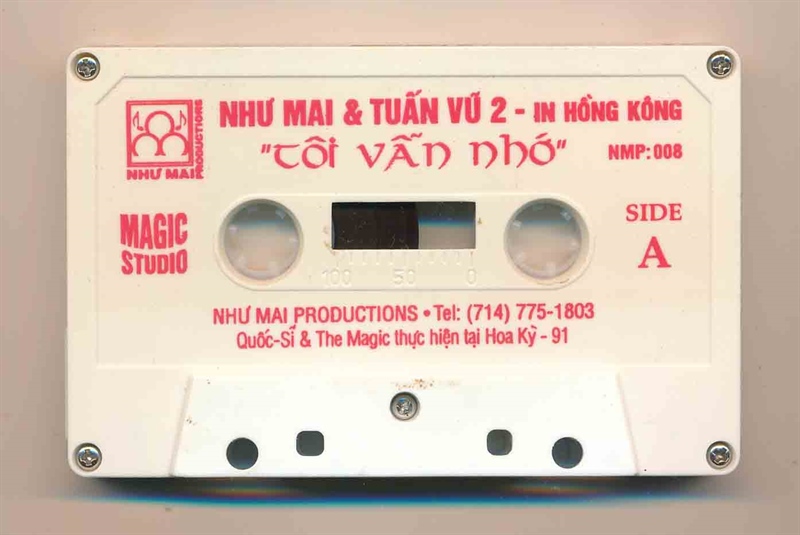 NHƯ MAI & TUẤN VŨ 2 - IN HỒNG KÔNG
"TÔI VẪN NHỚ"
NMP: 008
NHƯ MAI
PRODUCTIONS
MAGIC
STUDIO
SIDE
A
100 50 0
NHƯ MAI PRODUCTIONS • Tel: (714) 775-1803
Quốc-Sĩ & The Magic thực hiện tại Hoa Kỳ - 91